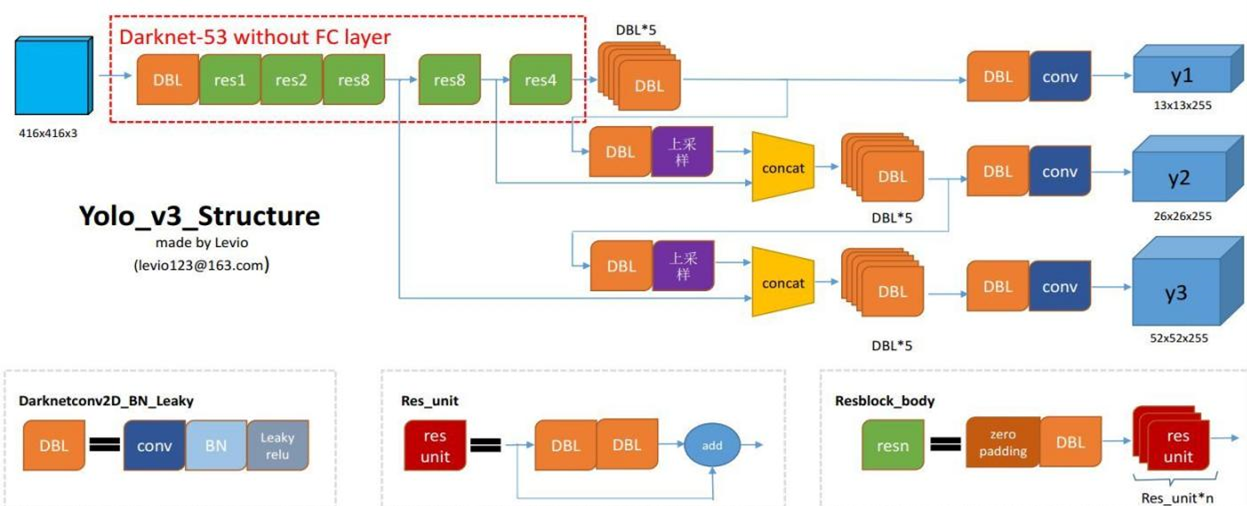 Darknet-53 without FC layer
DBL*5
DBL
res1
res2
res8
res8
res4
DBL
DBL
conv
y1
416x416x3
13x13x255
DBL
上采
样
concat
DBL
DBL
conv
y2
DBL*5
26x26x255
Yolo_v3_Structure
made by Levio
(levio123@163.com)
DBL
上采
样
concat
DBL
DBL
conv
y3
DBL*5
52x52x255
Darknetconv2D_BN_Leaky
DBL
conv
BN
Leaky
relu
Res_unit
res
unit
DBL
DBL
add
Resblock_body
resn
zero
padding
DBL
res
unit
Res_unit*n